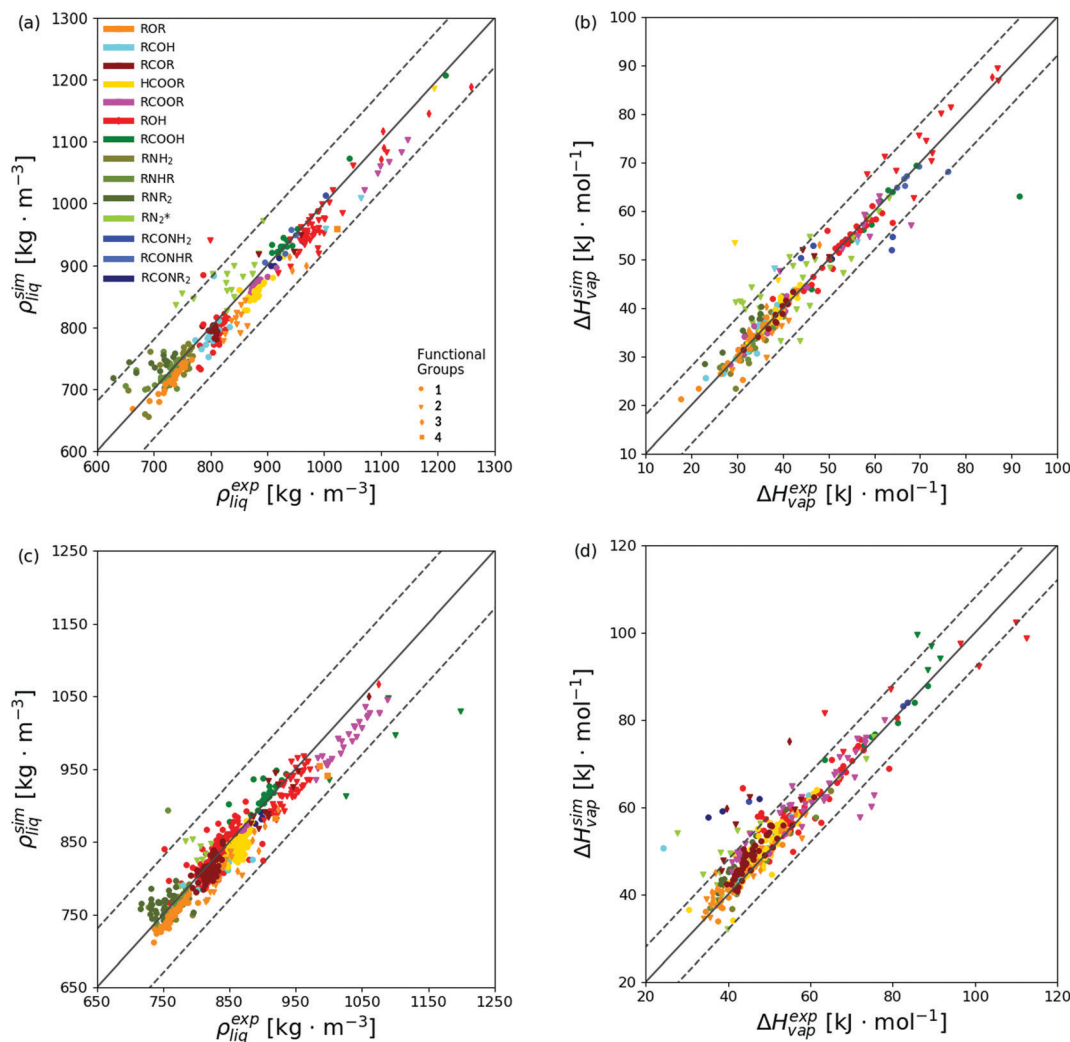 (a)
1300
1200
1100
1000
900
800
700
600
ρ_liq^sim [kg · m⁻³]
ROR
RCOH
RCOR
HCOOR
RCOOR
ROH
RCOOH
RNH₂
RNHR
RNR₂
RN₂*
RCONH₂
RCONHR
RCONR₂
Functional
Groups
1
2
3
4
600 700 800 900 1000 1100 1200 1300
ρ_liq^exp [kg · m⁻³]
(b)
100
90
80
70
60
50
40
30
20
10
ΔH_vap^sim [kJ · mol⁻¹]
10 20 30 40 50 60 70 80 90 100
ΔH_vap^exp [kJ · mol⁻¹]
(c)
1250
1150
1050
950
850
750
650
ρ_liq^sim [kg · m⁻³]
650 750 850 950 1050 1150 1250
ρ_liq^exp [kg · m⁻³]
(d)
120
100
80
60
40
20
ΔH_vap^sim [kJ · mol⁻¹]
20 40 60 80 100 120
ΔH_vap^exp [kJ · mol⁻¹]